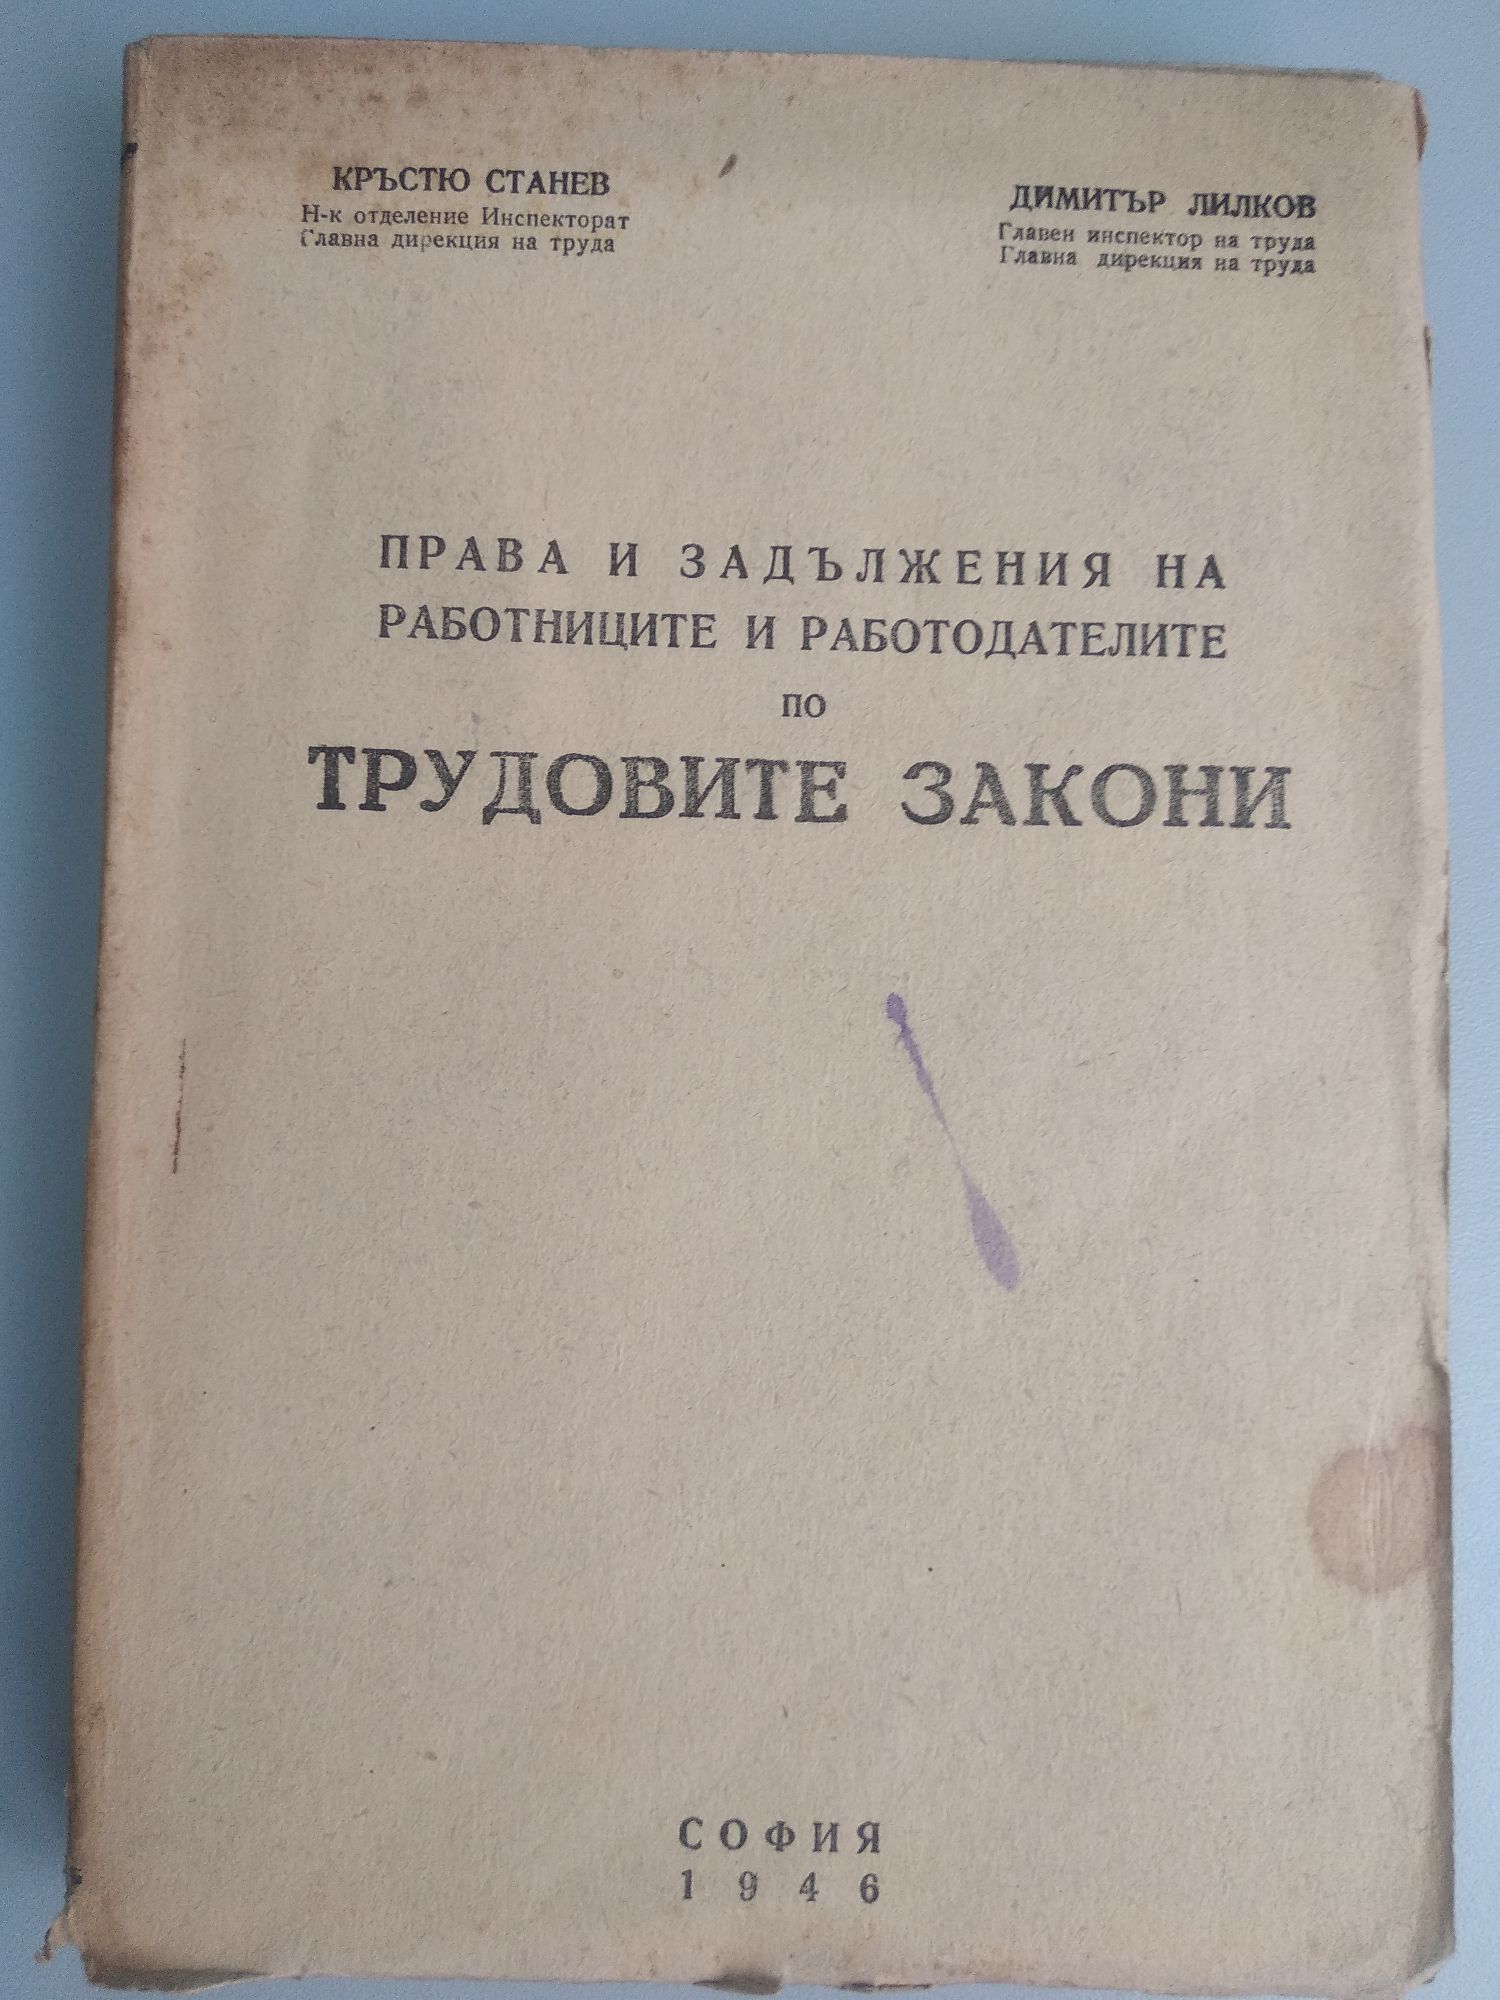 КРЪСТЮ СТАНЕВ
Н-к отделение Инспекторат
Главна дирекция на труда
ДИМИТЪР ЛИЛКОВ
Главен инспектор на труда
Главна дирекция на труда
ПРАВА И ЗАДЪЛЖЕНИЯ НА
РАБОТНИЦИТЕ И РАБОТОДАТЕЛИТЕ
ПО
ТРУДОВИТЕ ЗАКОНИ
СОФИЯ
1946